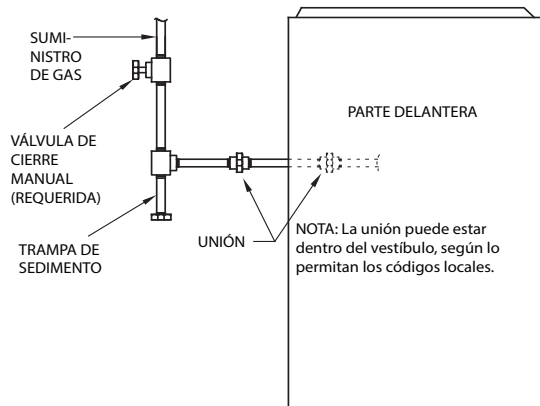 SUMI-
NISTRO
DE GAS
VÁLVULA DE
CIERRE
MANUAL
(REQUERIDA)
TRAMPA DE
SEDIMENTO
UNIÓN
PARTE DELANTERA
NOTA: La unión puede estar
dentro del vestíbulo, según lo
permitan los códigos locales.